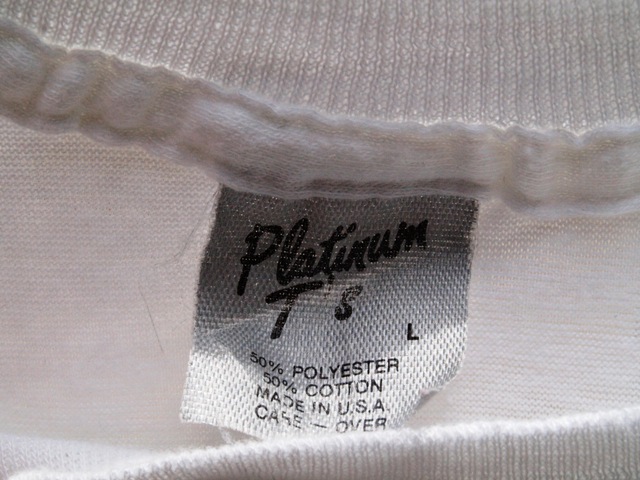 Platinum
T's
L
50% POLYESTER
50% COTTON
MADE IN U.S.A.
CARE — OVER